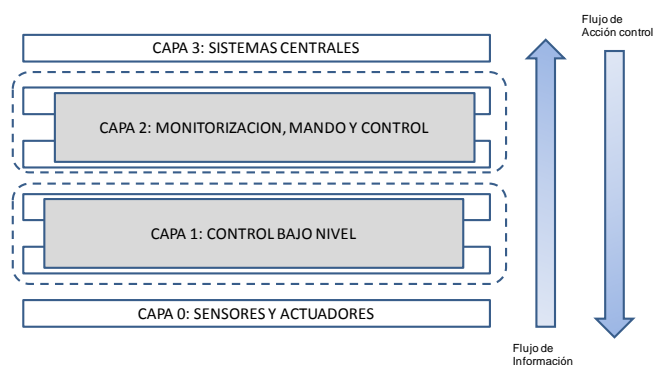 Flujo de
Acción control
CAPA 3: SISTEMAS CENTRALES
CAPA 2: MONITORIZACION, MANDO Y CONTROL
CAPA 1: CONTROL BAJO NIVEL
CAPA 0: SENSORES Y ACTUADORES
Flujo de
Información